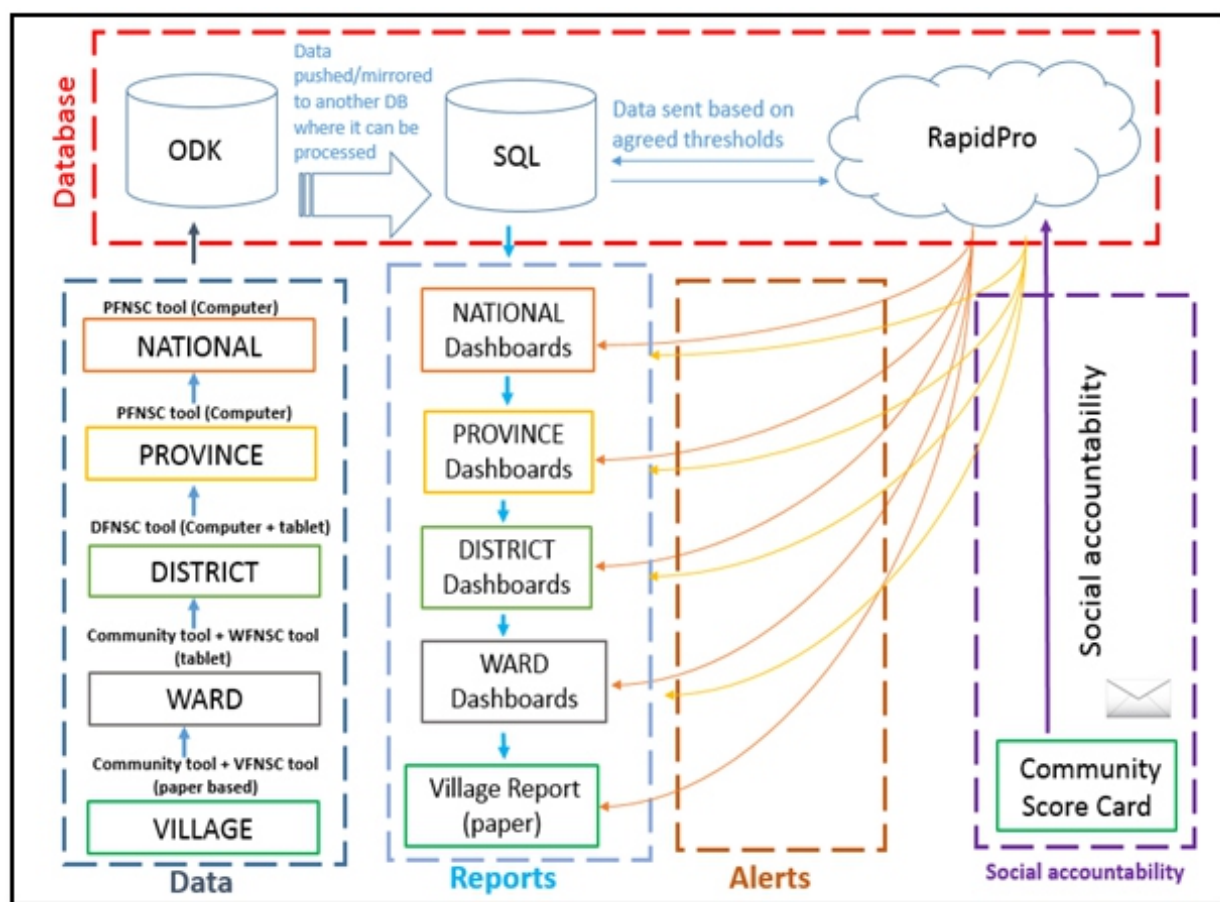 Database
ODK
Data
pushed/mirrored
to another DB
where it can be
processed
SQL
Data sent based on
agreed thresholds
RapidPro
PFNSC tool (Computer)
NATIONAL
PFNSC tool (Computer)
PROVINCE
DFNSC tool (Computer + tablet)
DISTRICT
Community tool + WFNSC tool
(tablet)
WARD
Community tool + VFNSC tool
(paper based)
VILLAGE
Data
NATIONAL
Dashboards
PROVINCE
Dashboards
DISTRICT
Dashboards
WARD
Dashboards
Village Report
(paper)
Reports
Alerts
Social accountability
Community
Score Card
Social accountability